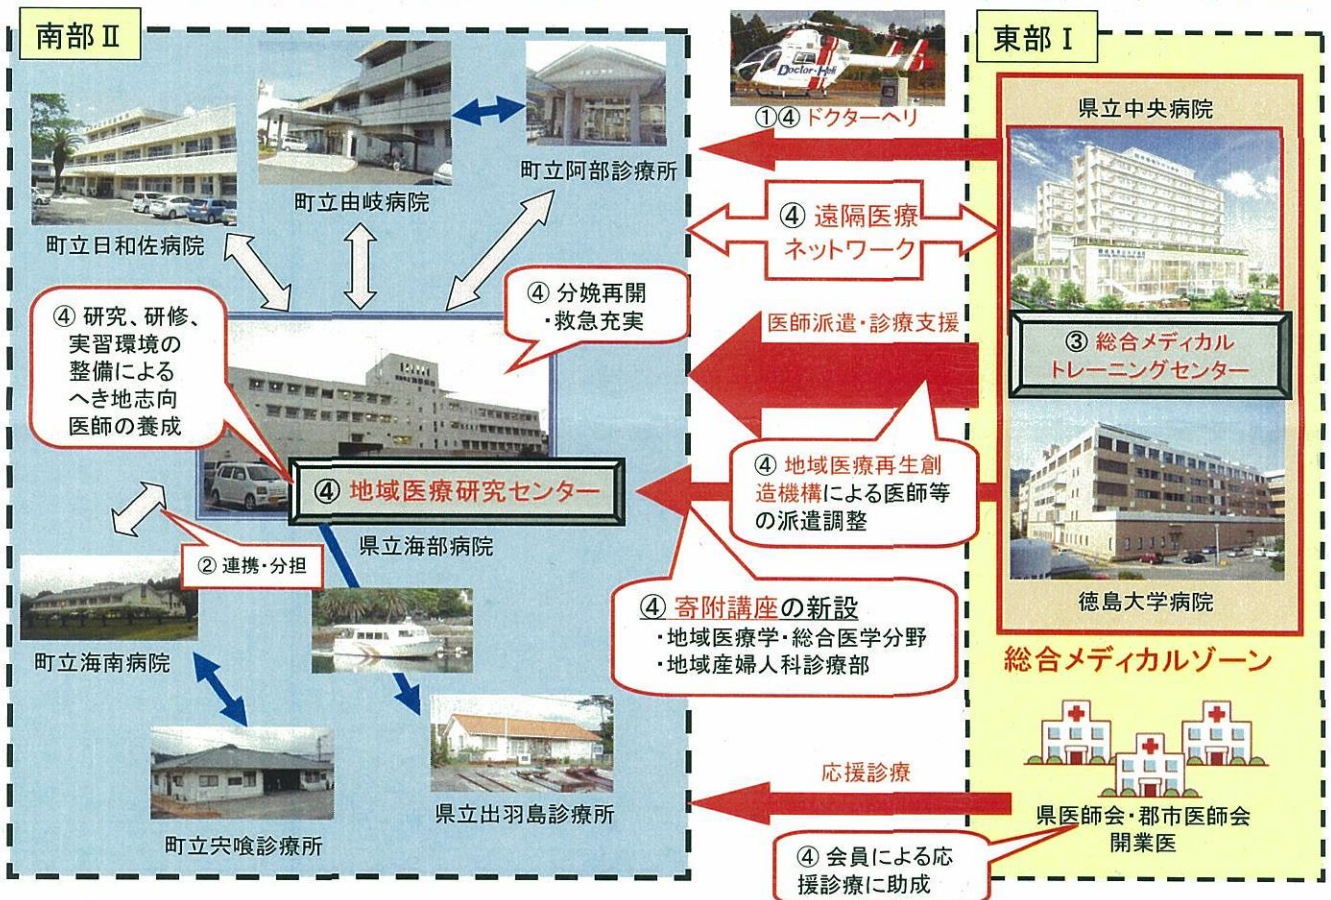 南部Ⅱ
東部Ⅰ
Doctor-Heli
①④ ドクターヘリ
県立中央病院
町立阿部診療所
町立由岐病院
町立日和佐病院
④ 遠隔医療
ネットワーク
④ 分娩再開
・救急充実
④ 研究、研修、
実習環境の
整備による
へき地志向
医師の養成
医師派遣・診療支援
③ 総合メディカル
トレーニングセンター
④ 地域医療研究センター
県立海部病院
④ 地域医療再生創
造機構による医師等
の派遣調整
② 連携・分担
④ 寄附講座の新設
・地域医療学・総合医学分野
・地域産婦人科診療部
徳島大学病院
総合メディカルゾーン
町立海南病院
県立出羽島診療所
町立宍喰診療所
応援診療
県医師会・郡市医師会
開業医
④ 会員による応
援診療に助成